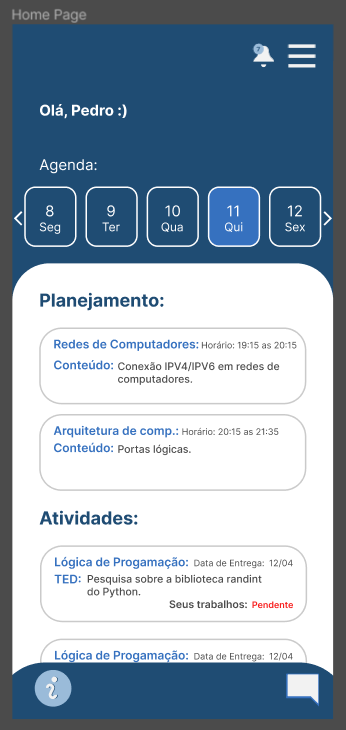 Home Page
7
Olá, Pedro :)
Agenda:
8 9 10 11 12
Seg Ter Qua Qui Sex
Planejamento:
Redes de Computadores: Horário: 19:15 as 20:15
Conteúdo: Conexão IPV4/IPV6 em redes de
computadores.
Arquitetura de comp.: Horário: 20:15 as 21:35
Conteúdo: Portas lógicas.
Atividades:
Lógica de Progamação: Data de Entrega: 12/04
TED: Pesquisa sobre a biblioteca randint
do Python.
Seus trabalhos: Pendente
Lógica de Progamação: Data de Entrega: 12/04